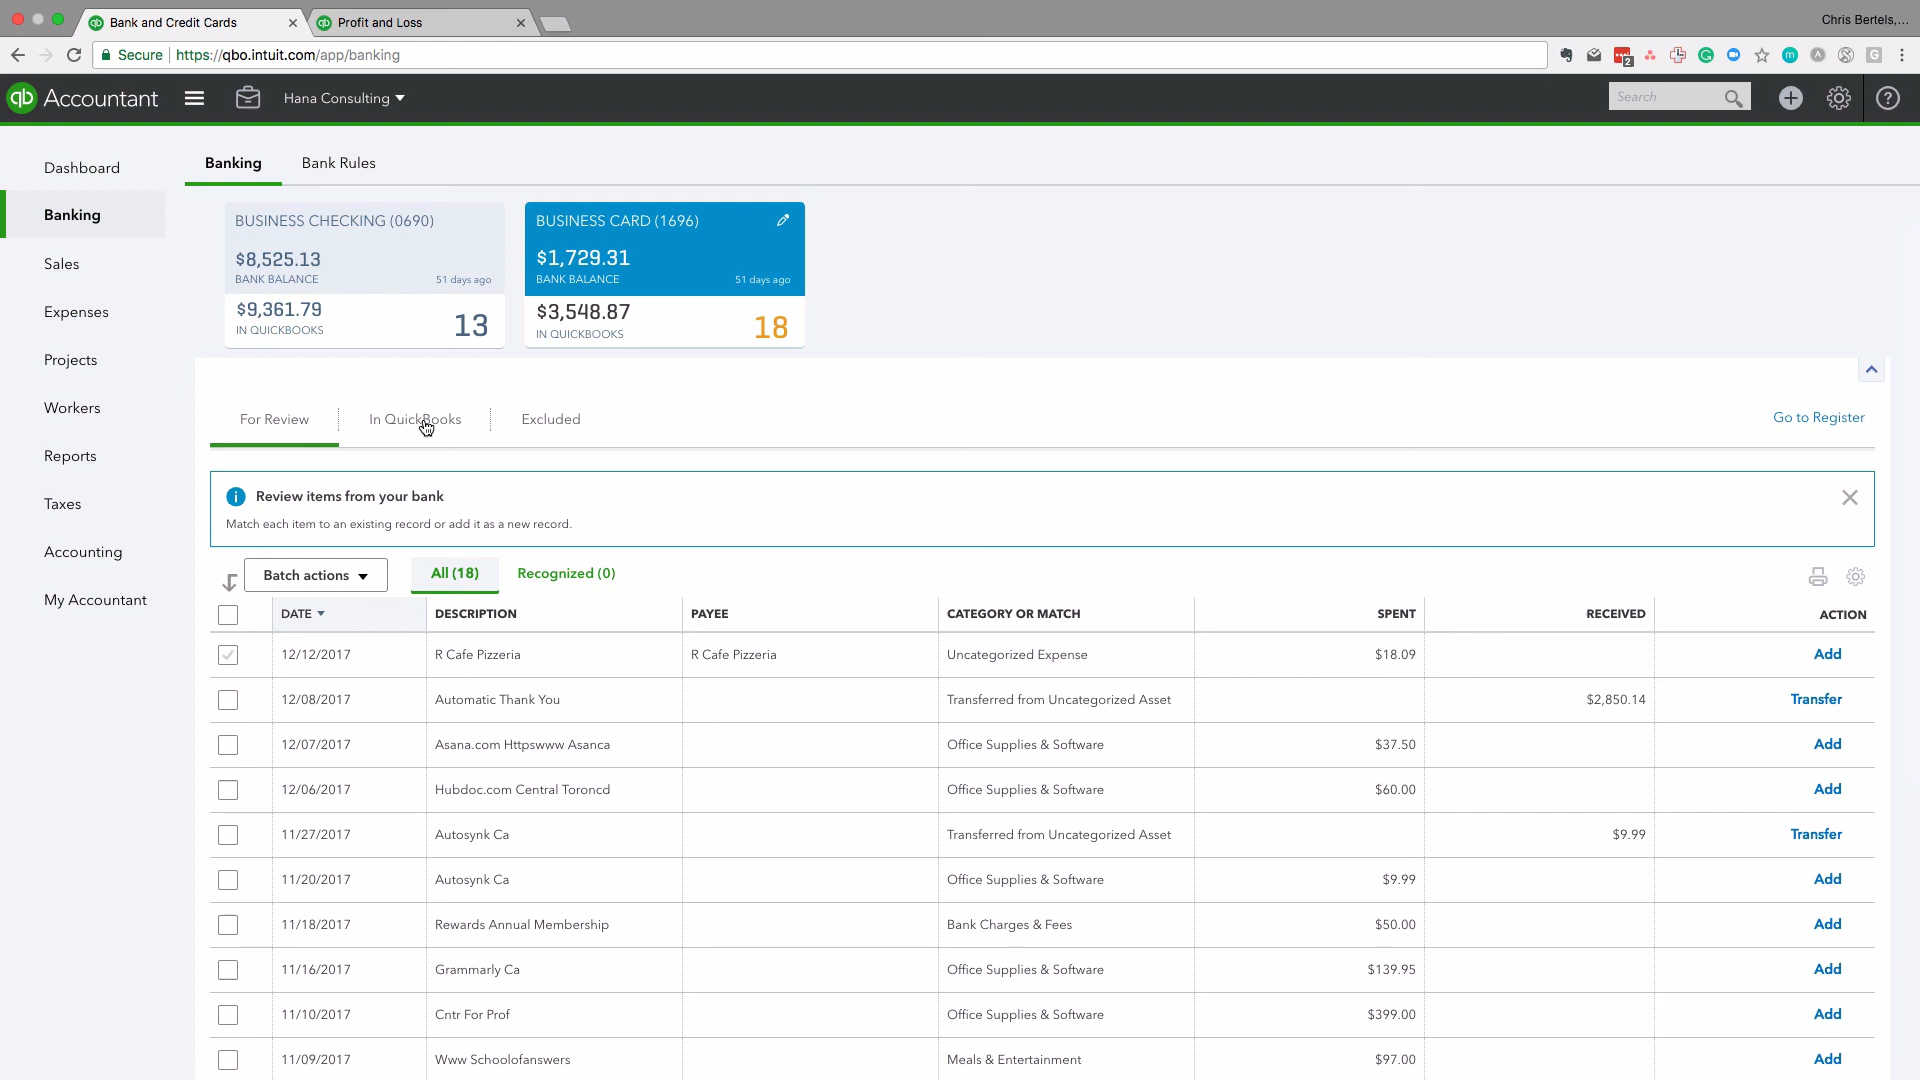 Bank and Credit Cards
Profit and Loss
Chris Bertels,...
Secure
https://qbo.intuit.com/app/banking
2
qb Accountant
Hana Consulting
Search
Dashboard
Banking
Sales
Expenses
Projects
Workers
Reports
Taxes
Accounting
My Accountant
Banking
Bank Rules
BUSINESS CHECKING (0690)
$8,525.13
BANK BALANCE
51 days ago
$9,361.79
IN QUICKBOOKS
13
BUSINESS CARD (1696)
$1,729.31
BANK BALANCE
51 days ago
$3,548.87
IN QUICKBOOKS
18
For Review
In QuickBooks
Excluded
Go to Register
Review items from your bank
Match each item to an existing record or add it as a new record.
Batch actions
All (18)
Recognized (0)
DATE DESCRIPTION PAYEE CATEGORY OR MATCH SPENT RECEIVED ACTION
12/12/2017 R Cafe Pizzeria R Cafe Pizzeria Uncategorized Expense $18.09 Add
12/08/2017 Automatic Thank You Transferred from Uncategorized Asset $2,850.14 Transfer
12/07/2017 Asana.com Httpswww Asanca Office Supplies & Software $37.50 Add
12/06/2017 Hubdoc.com Central Toroncd Office Supplies & Software $60.00 Add
11/27/2017 Autosynk Ca Transferred from Uncategorized Asset $9.99 Transfer
11/20/2017 Autosynk Ca Office Supplies & Software $9.99 Add
11/18/2017 Rewards Annual Membership Bank Charges & Fees $50.00 Add
11/16/2017 Grammarly Ca Office Supplies & Software $139.95 Add
11/10/2017 Cntr For Prof Office Supplies & Software $399.00 Add
11/09/2017 Www Schoolofanswers Meals & Entertainment $97.00 Add